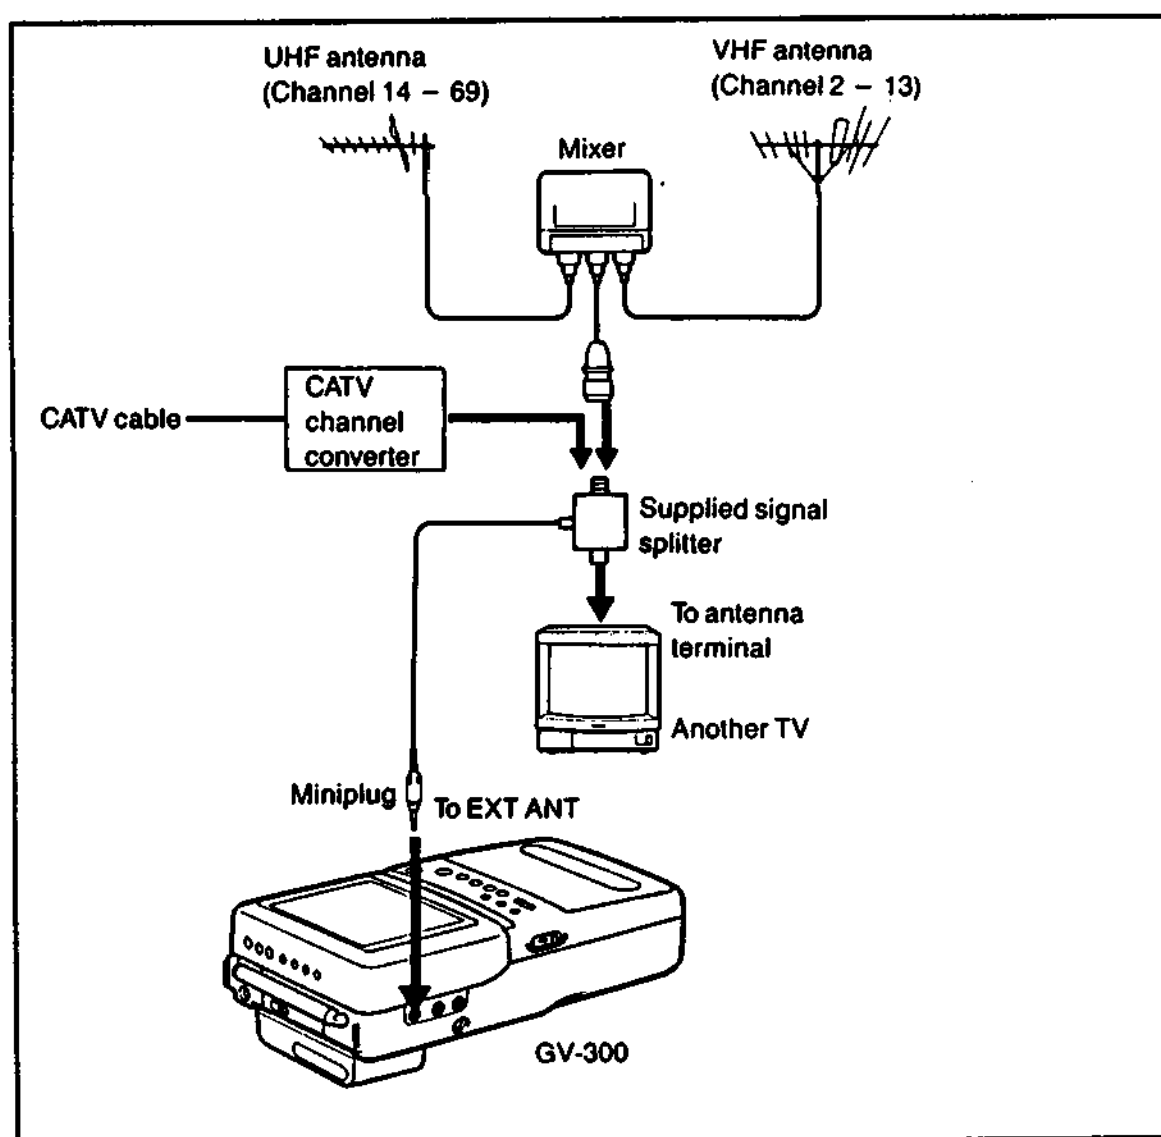 UHF antenna
(Channel 14 – 69)
VHF antenna
(Channel 2 – 13)
Mixer
CATV cable
CATV
channel
converter
Supplied signal
splitter
To antenna
terminal
Another TV
Miniplug
To EXT ANT
GV-300